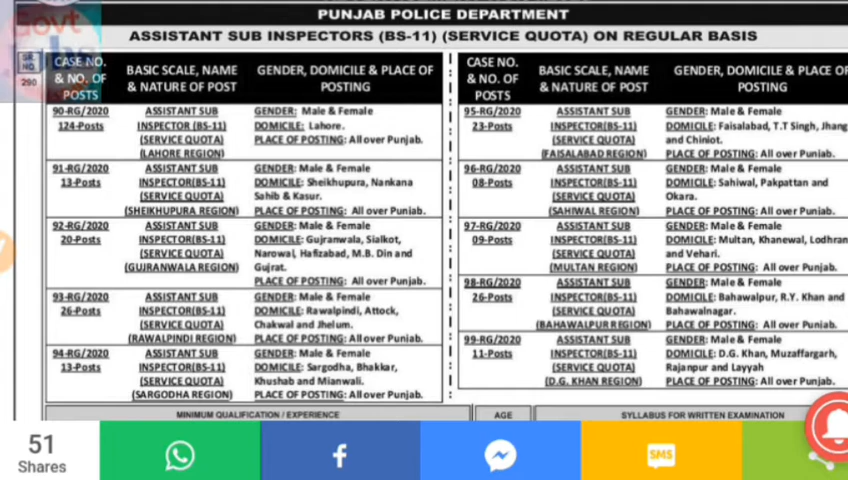 Govt
Jobs
PUNJAB POLICE DEPARTMENT
ASSISTANT SUB INSPECTORS (BS-11) (SERVICE QUOTA) ON REGULAR BASIS
SR. NO.
290
CASE NO. & NO. OF POSTS
BASIC SCALE, NAME & NATURE OF POST
GENDER, DOMICILE & PLACE OF POSTING
90-RG/2020
124-Posts
ASSISTANT SUB
INSPECTOR (BS-11)
(SERVICE QUOTA)
(LAHORE REGION)
GENDER: Male & Female
DOMICILE: Lahore.
PLACE OF POSTING: All over Punjab.
91-RG/2020
13-Posts
ASSISTANT SUB
INSPECTOR(BS-11)
(SERVICE QUOTA)
(SHEIKHUPURA REGION)
GENDER: Male & Female
DOMICILE: Sheikhupura, Nankana
Sahib & Kasur.
PLACE OF POSTING: All over Punjab.
92-RG/2020
20-Posts
ASSISTANT SUB
INSPECTOR(BS-11)
(SERVICE QUOTA)
(GUJRANWALA REGION)
GENDER: Male & Female
DOMICILE: Gujranwala, Sialkot,
Narowal, Hafizabad, M.B. Din and
Gujrat.
PLACE OF POSTING: All over Punjab.
93-RG/2020
26-Posts
ASSISTANT SUB
INSPECTOR(BS-11)
(SERVICE QUOTA)
(RAWALPINDI REGION)
GENDER: Male & Female
DOMICILE: Rawalpindi, Attock,
Chakwal and Jhelum.
PLACE OF POSTING: All over Punjab.
94-RG/2020
13-Posts
ASSISTANT SUB
INSPECTOR(BS-11)
(SERVICE QUOTA)
(SARGODHA REGION)
GENDER: Male & Female
DOMICILE: Sargodha, Bhakkar,
Khushab and Mianwali.
PLACE OF POSTING: All over Punjab.
CASE NO. & NO. OF POSTS
BASIC SCALE, NAME & NATURE OF POST
GENDER, DOMICILE & PLACE OF
POSTING
95-RG/2020
23-Posts
ASSISTANT SUB
INSPECTOR(BS-11)
(SERVICE QUOTA)
(FAISALABAD REGION)
GENDER: Male & Female
DOMICILE: Faisalabad, T.T Singh, Jhang
and Chiniot.
PLACE OF POSTING: All over Punjab.
96-RG/2020
08-Posts
ASSISTANT SUB
INSPECTOR(BS-11)
(SERVICE QUOTA)
(SAHIWAL REGION)
GENDER: Male & Female
DOMICILE: Sahiwal, Pakpattan and
Okara.
PLACE OF POSTING: All over Punjab.
97-RG/2020
09-Posts
ASSISTANT SUB
INSPECTOR(BS-11)
(SERVICE QUOTA)
(MULTAN REGION)
GENDER: Male & Female
DOMICILE: Multan, Khanewal, Lodhran
and Vehari.
PLACE OF POSTING: All over Punjab.
98-RG/2020
26-Posts
ASSISTANT SUB
INSPECTOR(BS-11)
(SERVICE QUOTA)
(BAHAWALPUR REGION)
GENDER: Male & Female
DOMICILE: Bahawalpur, R.Y. Khan and
Bahawalnagar.
PLACE OF POSTING: All over Punjab.
99-RG/2020
11-Posts
ASSISTANT SUB
INSPECTOR(BS-11)
(SERVICE QUOTA)
(D.G. KHAN REGION)
GENDER: Male & Female
DOMICILE: D.G. Khan, Muzaffargarh,
Rajanpur and Layyah
PLACE OF POSTING: All over Punjab.
MINIMUM QUALIFICATION / EXPERIENCE
AGE
SYLLABUS FOR WRITTEN EXAMINATION
51
Shares
SMS